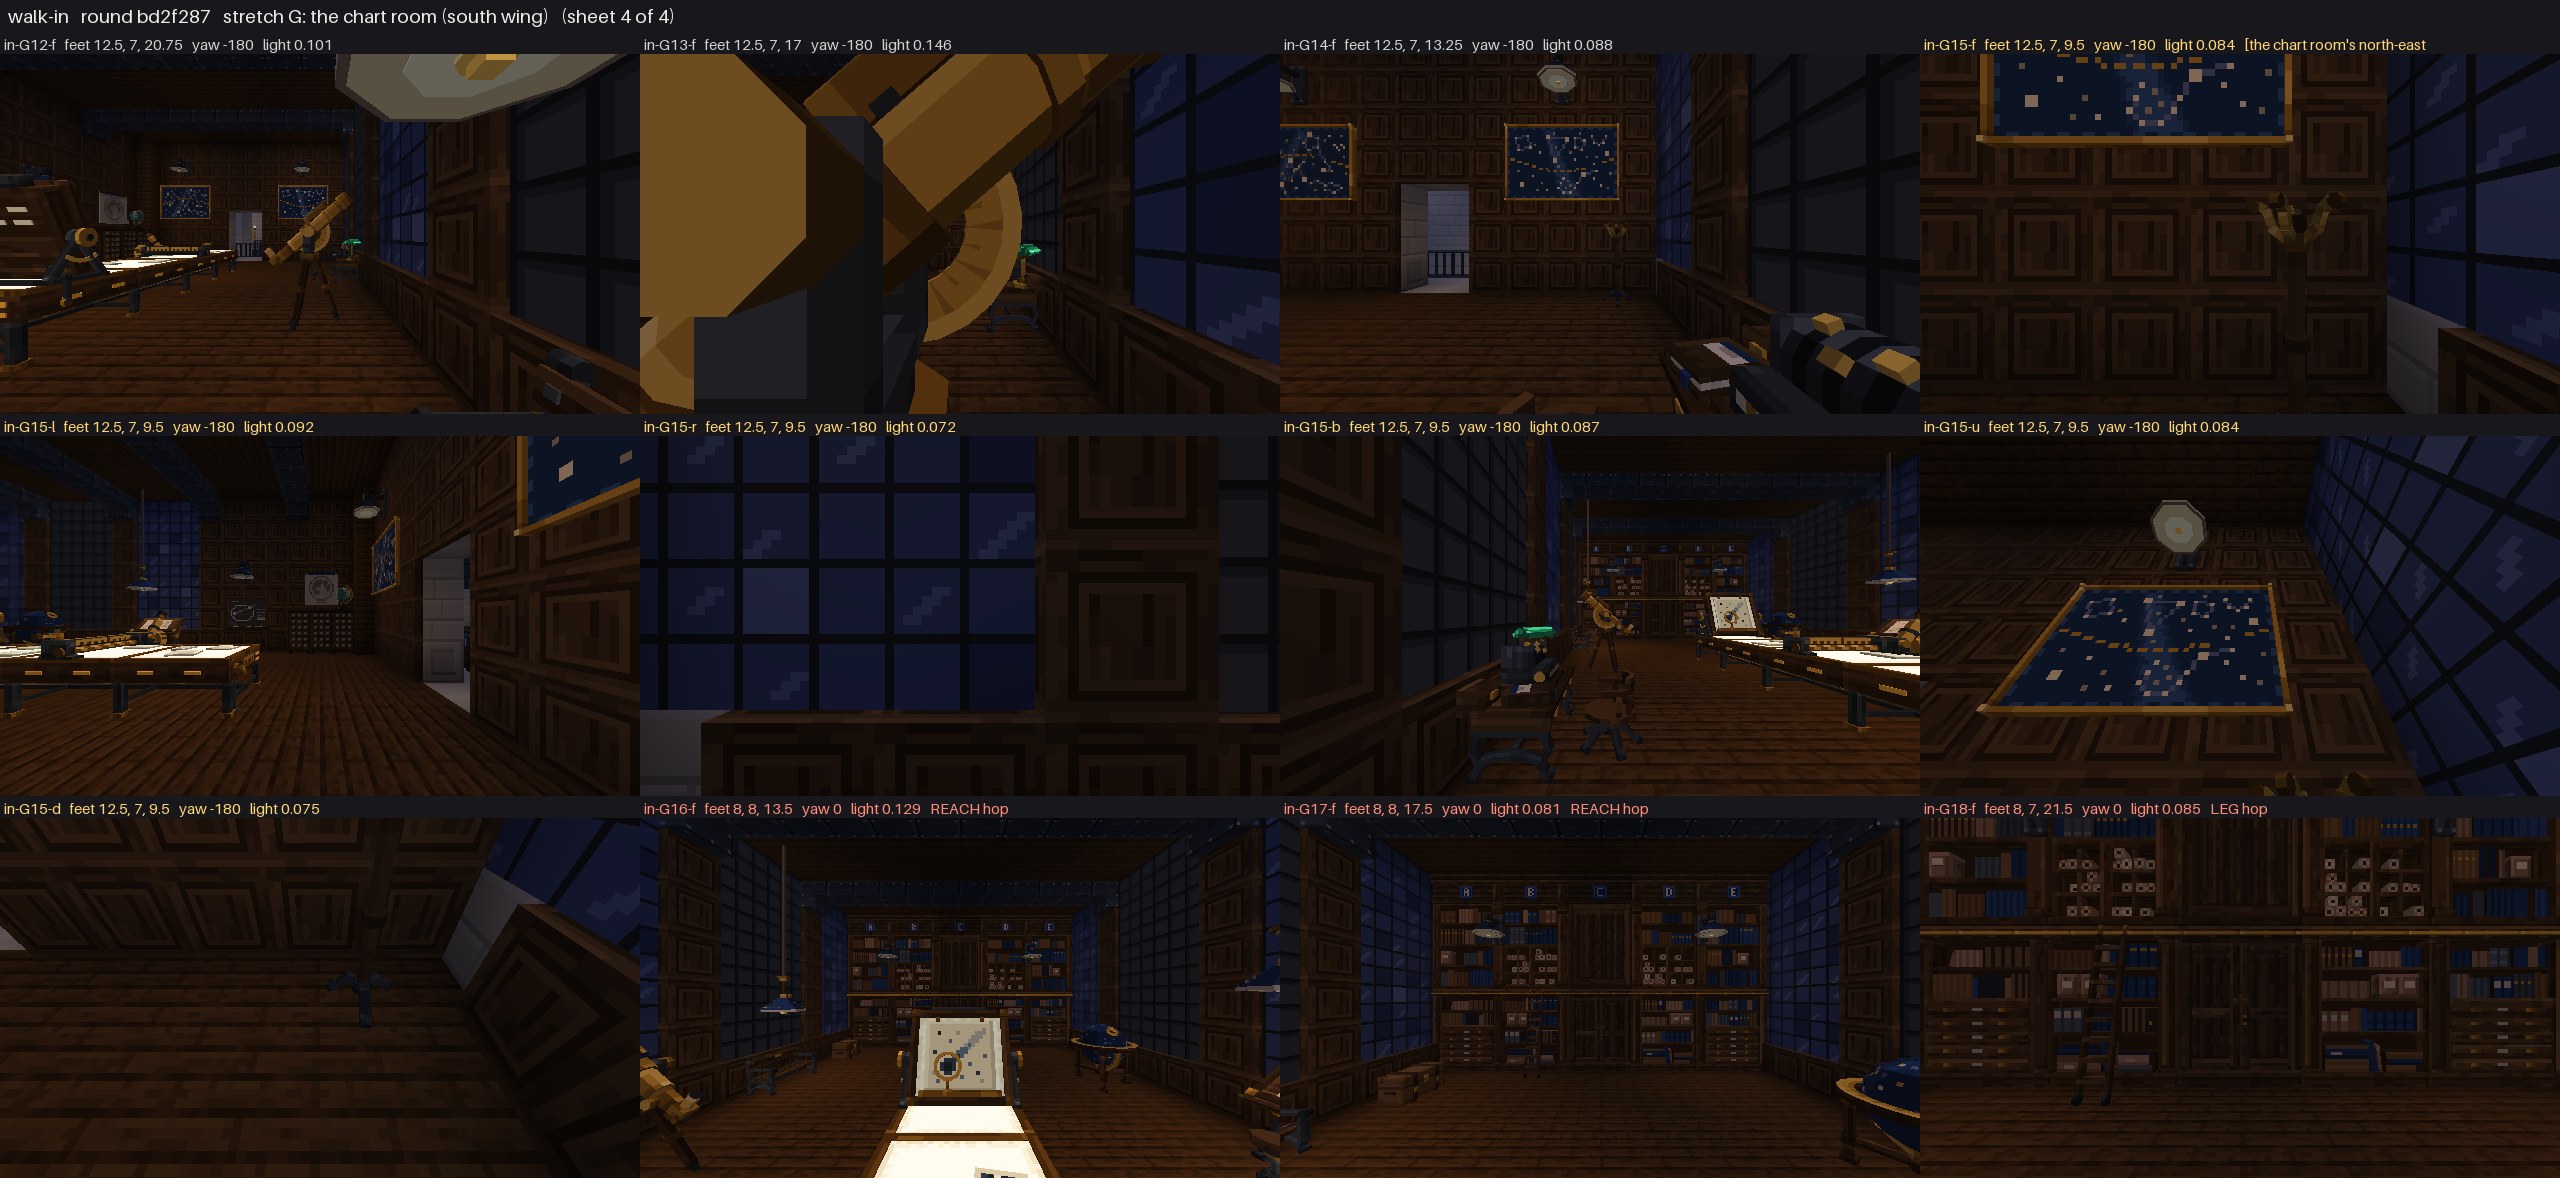 walk-in   round bd2f287   stretch G: the chart room (south wing)   (sheet 4 of 4)
in-G12-f  feet 12.5, 7, 20.75   yaw -180   light 0.101
in-G13-f  feet 12.5, 7, 17   yaw -180   light 0.146
in-G14-f  feet 12.5, 7, 13.25   yaw -180   light 0.088
in-G15-f  feet 12.5, 7, 9.5   yaw -180   light 0.084   [the chart room's north-east
in-G15-l  feet 12.5, 7, 9.5   yaw -180   light 0.092
in-G15-r  feet 12.5, 7, 9.5   yaw -180   light 0.072
in-G15-b  feet 12.5, 7, 9.5   yaw -180   light 0.087
in-G15-u  feet 12.5, 7, 9.5   yaw -180   light 0.084
in-G15-d  feet 12.5, 7, 9.5   yaw -180   light 0.075
in-G16-f  feet 8, 8, 13.5   yaw 0   light 0.129   REACH hop
in-G17-f  feet 8, 8, 17.5   yaw 0   light 0.081   REACH hop
in-G18-f  feet 8, 7, 21.5   yaw 0   light 0.085   LEG hop
A B C D E
A B C D E